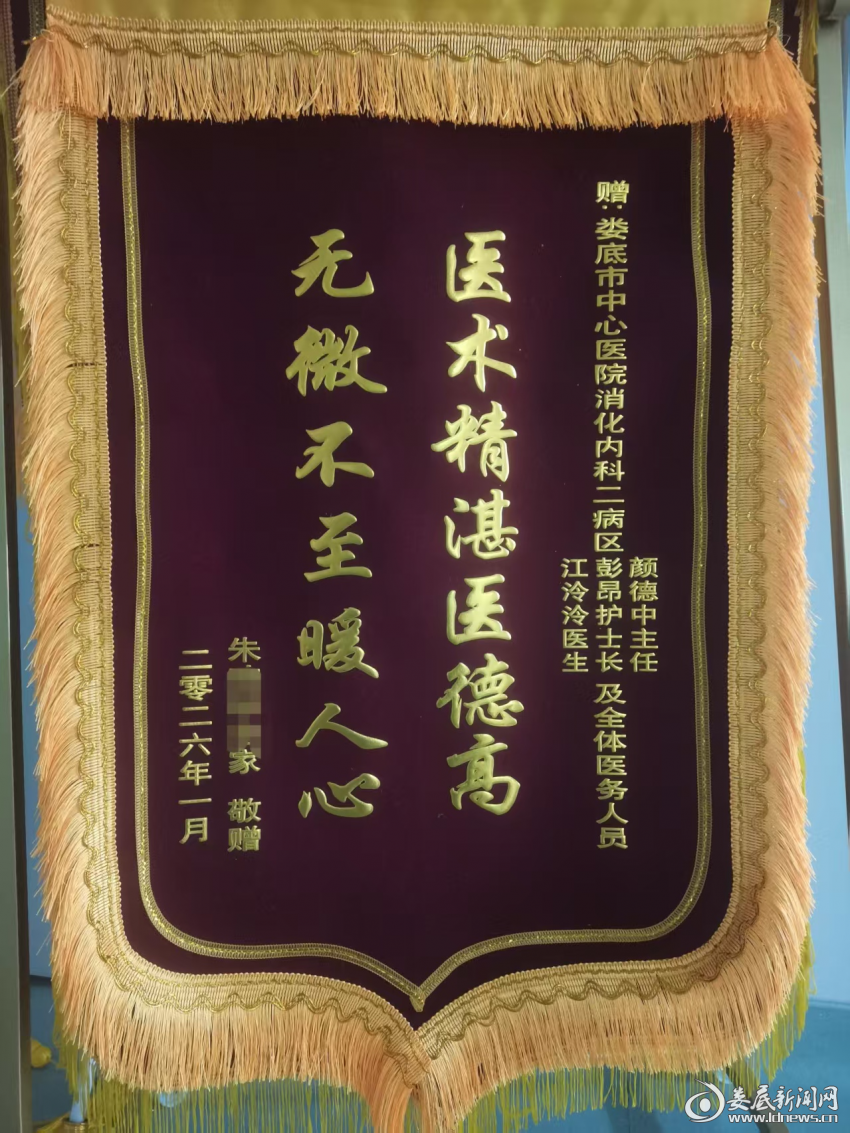 赠：娄底市中心医院消化内科二病区
颜德中主任
彭昂护士长
江泠泠医生
及全体医务人员
医术精湛医德高
无微不至暖人心
朱 家 敬赠
二零二六年一月
娄底新闻网
www.ldnews.cn